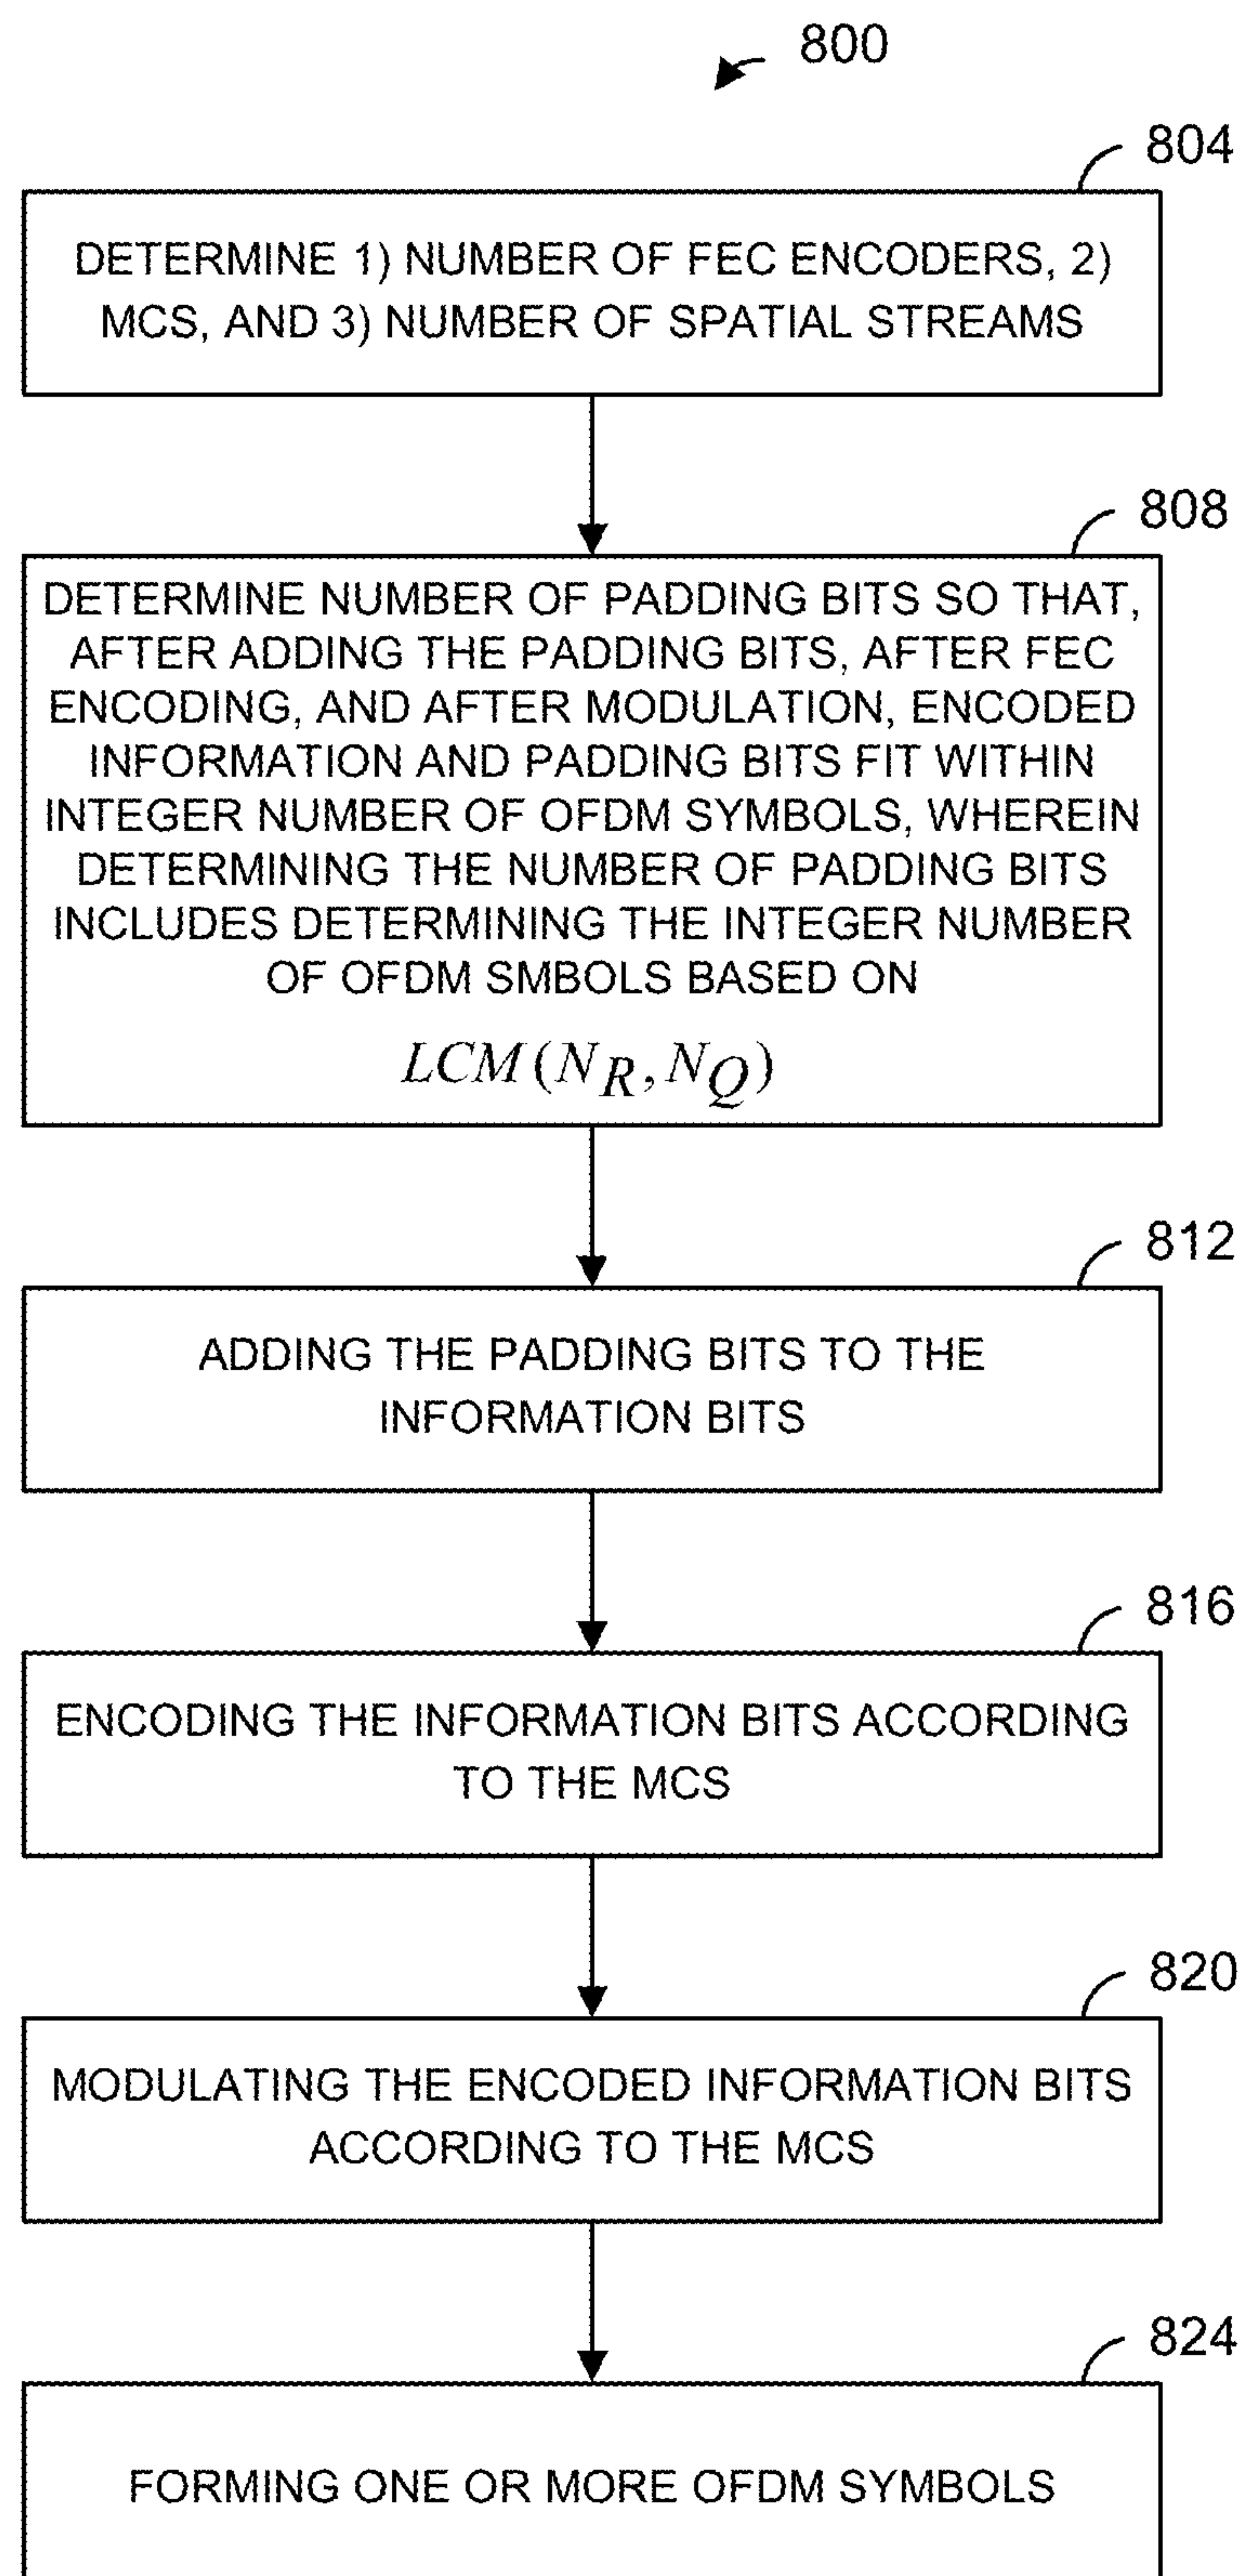 800
804
DETERMINE 1) NUMBER OF FEC ENCODERS, 2)
MCS, AND 3) NUMBER OF SPATIAL STREAMS
808
DETERMINE NUMBER OF PADDING BITS SO THAT,
AFTER ADDING THE PADDING BITS, AFTER FEC
ENCODING, AND AFTER MODULATION, ENCODED
INFORMATION AND PADDING BITS FIT WITHIN
INTEGER NUMBER OF OFDM SYMBOLS, WHEREIN
DETERMINING THE NUMBER OF PADDING BITS
INCLUDES DETERMINING THE INTEGER NUMBER
OF OFDM SMBOLS BASED ON
LCM(N_R, N_Q)
812
ADDING THE PADDING BITS TO THE
INFORMATION BITS
816
ENCODING THE INFORMATION BITS ACCORDING
TO THE MCS
820
MODULATING THE ENCODED INFORMATION BITS
ACCORDING TO THE MCS
824
FORMING ONE OR MORE OFDM SYMBOLS